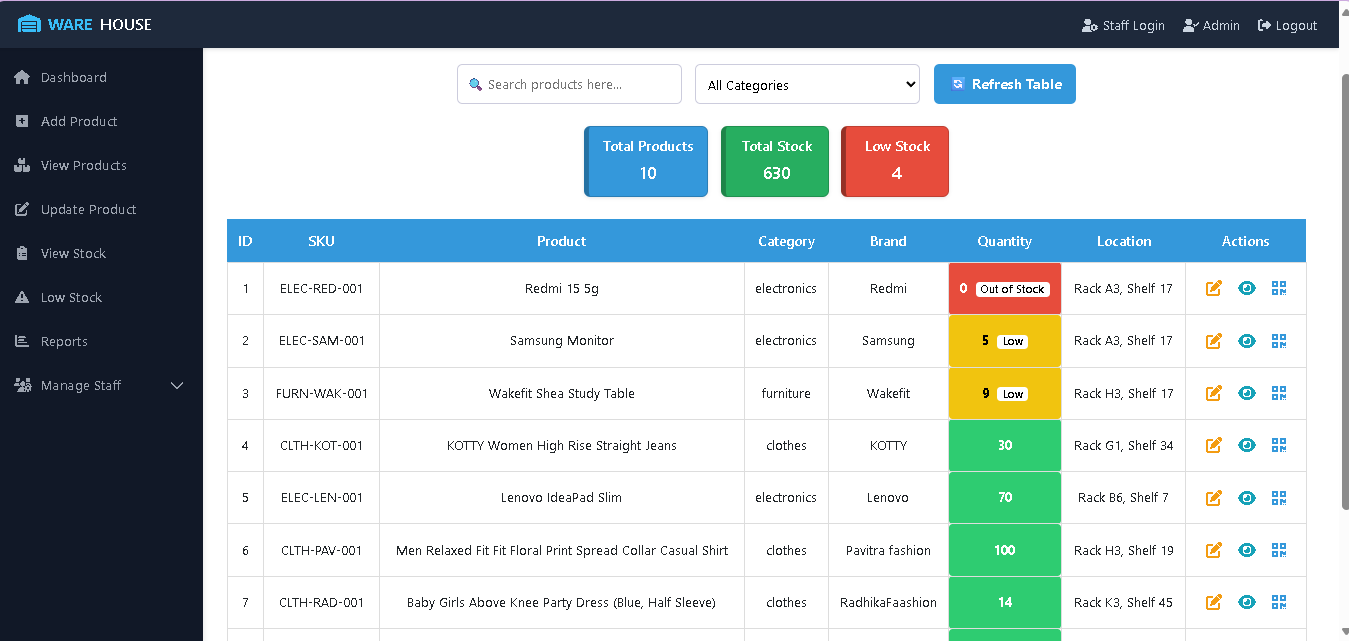 WARE HOUSE
Staff Login Admin Logout
Dashboard
Add Product
View Products
Update Product
View Stock
Low Stock
Reports
Manage Staff
Search products here... All Categories Refresh Table
Total Products Total Stock Low Stock
10 630 4
ID SKU Product Category Brand Quantity Location Actions
1 ELEC-RED-001 Redmi 15 5g electronics Redmi 0 Out of Stock Rack A3, Shelf 17
2 ELEC-SAM-001 Samsung Monitor electronics Samsung 5 Low Rack A3, Shelf 17
3 FURN-WAK-001 Wakefit Shea Study Table furniture Wakefit 9 Low Rack H3, Shelf 17
4 CLTH-KOT-001 KOTTY Women High Rise Straight Jeans clothes KOTTY 30 Rack G1, Shelf 34
5 ELEC-LEN-001 Lenovo IdeaPad Slim electronics Lenovo 70 Rack B6, Shelf 7
6 CLTH-PAV-001 Men Relaxed Fit Fit Floral Print Spread Collar Casual Shirt clothes Pavitra fashion 100 Rack H3, Shelf 19
7 CLTH-RAD-001 Baby Girls Above Knee Party Dress (Blue, Half Sleeve) clothes RadhikaFaashion 14 Rack K3, Shelf 45